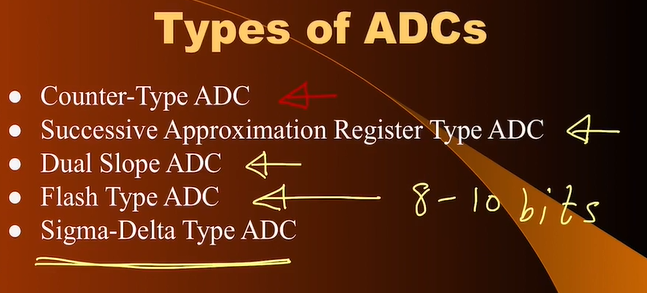 Types of ADCs
● Counter-Type ADC
● Successive Approximation Register Type ADC
● Dual Slope ADC
● Flash Type ADC 8-10 bits
● Sigma-Delta Type ADC